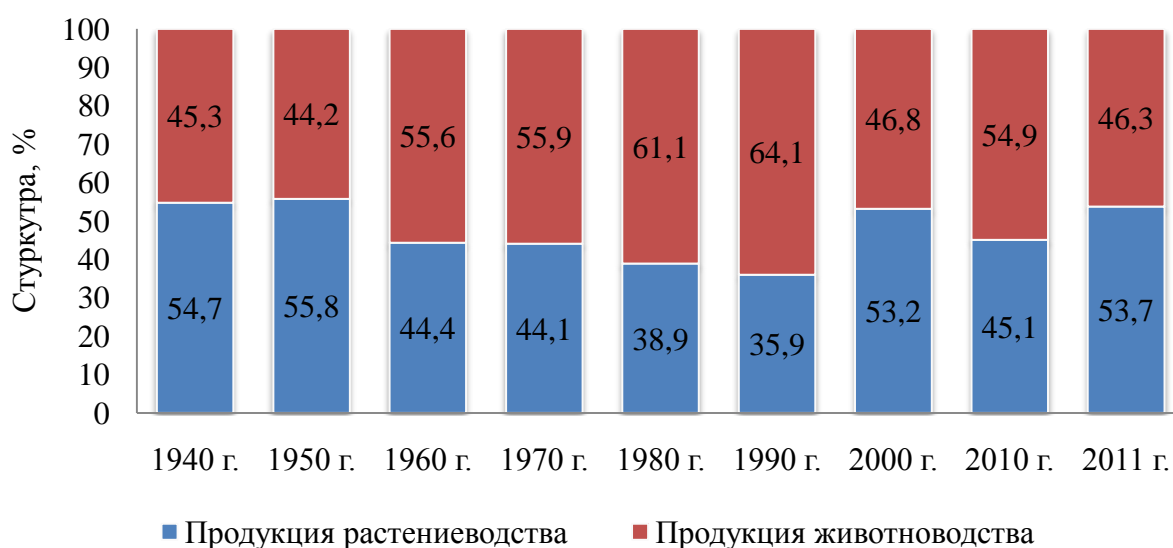 Стуркутра, %
100
90
80
70
60
50
40
30
20
10
0
45,3 44,2 55,6 55,9 61,1 64,1 46,8 54,9 46,3
54,7 55,8 44,4 44,1 38,9 35,9 53,2 45,1 53,7
1940 г. 1950 г. 1960 г. 1970 г. 1980 г. 1990 г. 2000 г. 2010 г. 2011 г.
Продукция растениеводства Продукция животноводства